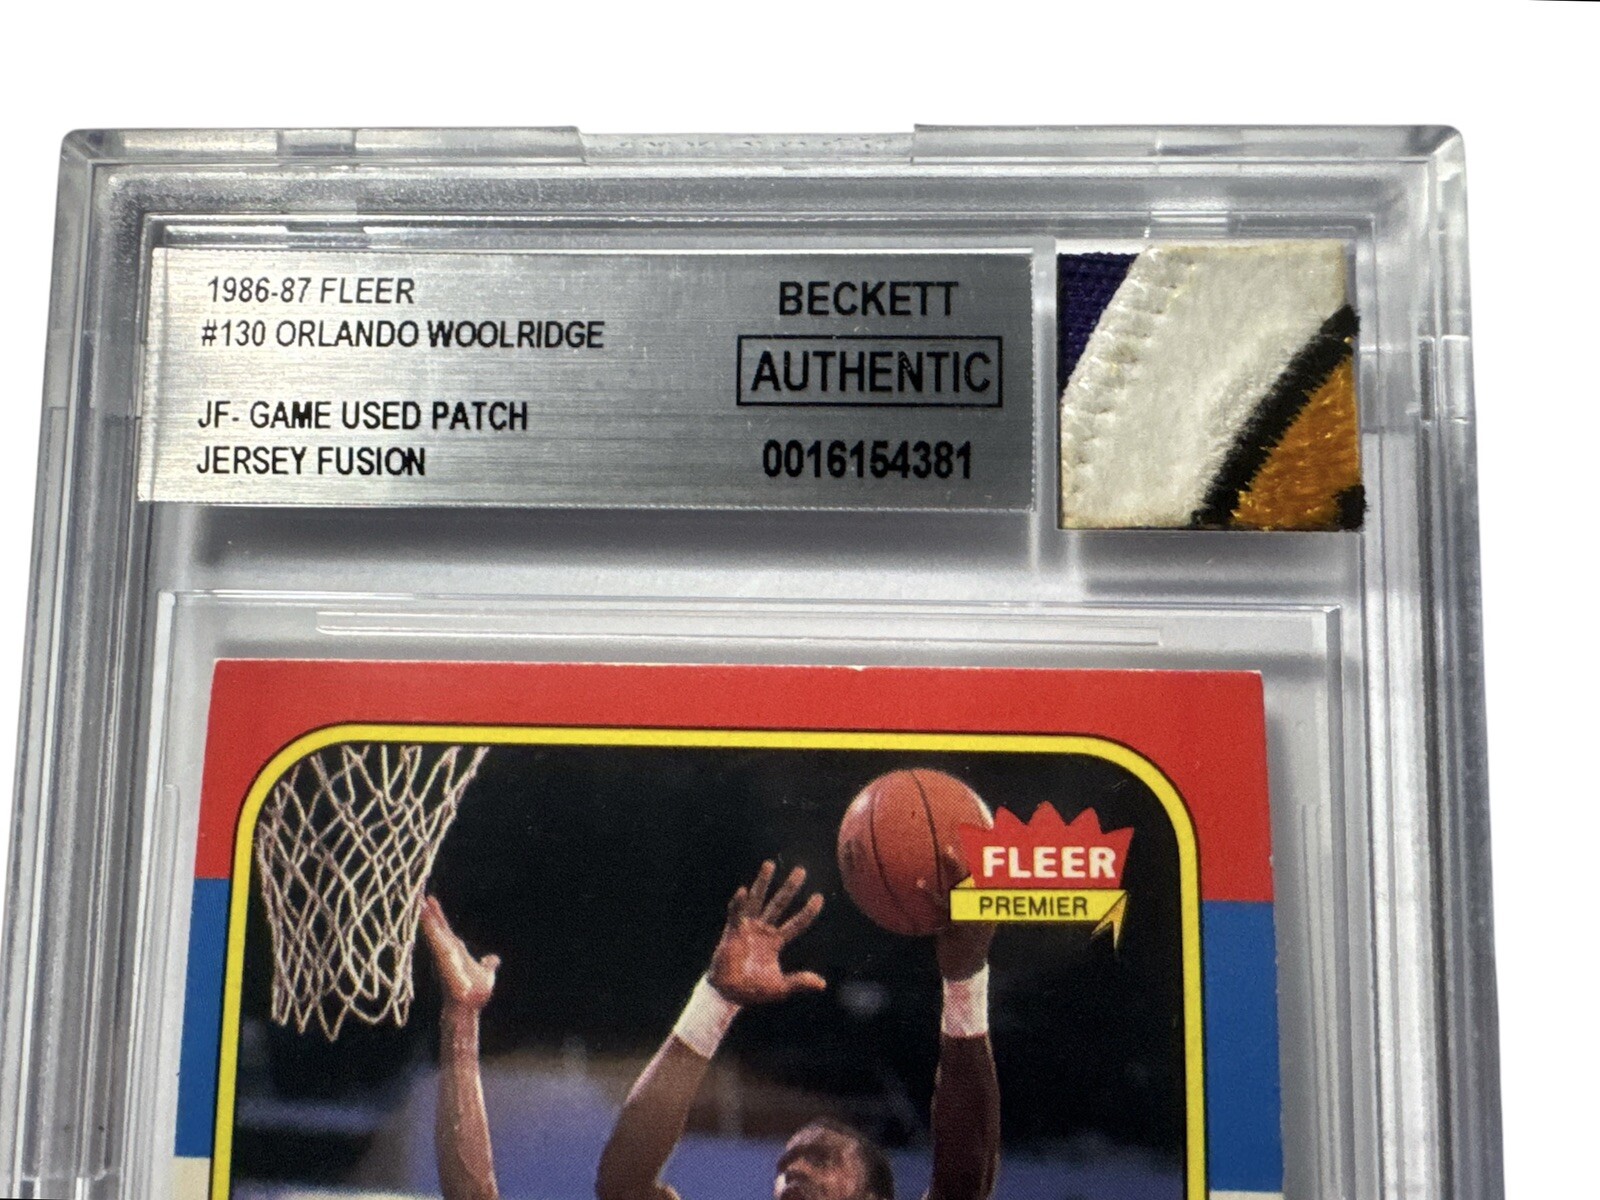 1986-87 FLEER
#130 ORLANDO WOOLRIDGE
JF- GAME USED PATCH
JERSEY FUSION
BECKETT
AUTHENTIC
0016154381
FLEER
PREMIER